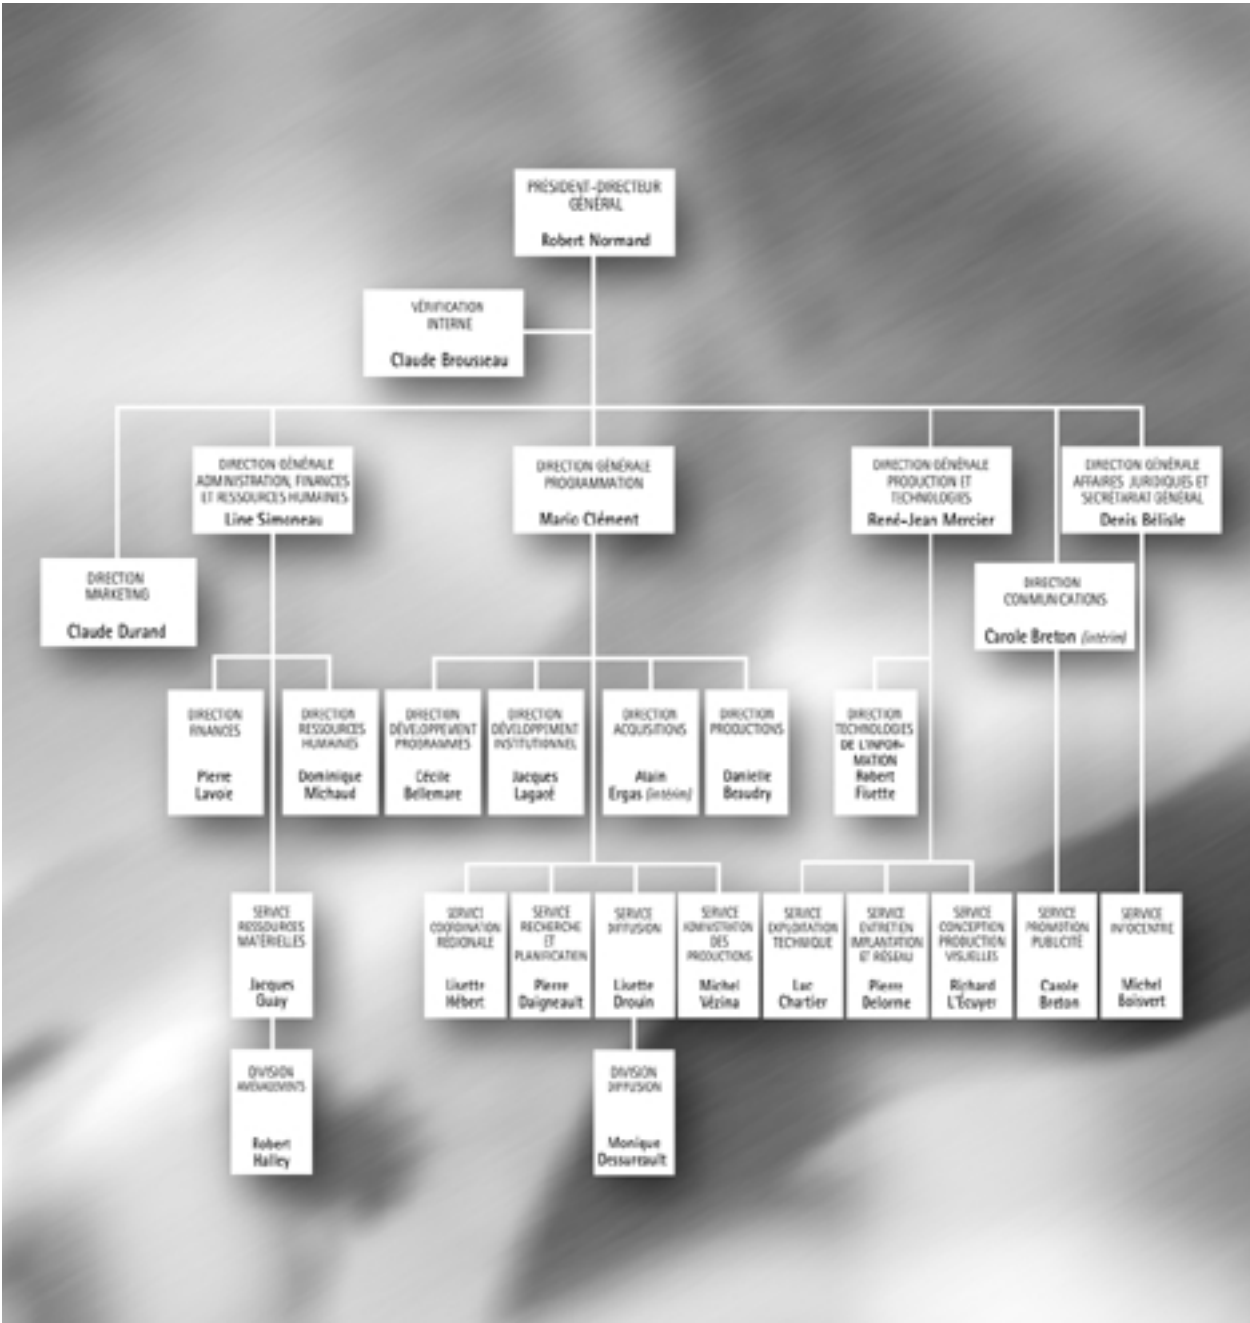 PRÉSIDENT-DIRECTEUR
GÉNÉRAL
Robert Normand
VÉRIFICATION
INTERNE
Claude Brousseau
DIRECTION GÉNÉRALE
ADMINISTRATION, FINANCES
ET RESSOURCES HUMAINES
Line Simoneau
DIRECTION GÉNÉRALE
PROGRAMMATION
Mario Clément
DIRECTION GÉNÉRALE
PRODUCTION ET
TECHNOLOGIES
René-Jean Mercier
DIRECTION GÉNÉRALE
AFFAIRES JURIDIQUES ET
SECRÉTARIAT GÉNÉRAL
Denis Bélisle
DIRECTION
MARKETING
Claude Durand
DIRECTION
COMMUNICATIONS
Carole Breton (intérim)
DIRECTION
FINANCES
Pierre
Lavoie
DIRECTION
RESSOURCES
HUMAINES
Dominique
Michaud
DIRECTION
DÉVELOPPEMENT
PROGRAMMES
Cécile
Bellemare
DIRECTION
DÉVELOPPEMENT
INSTITUTIONNEL
Jacques
Lagacé
DIRECTION
ACQUISITIONS
Alain
Ergas (intérim)
DIRECTION
PRODUCTIONS
Danielle
Beaudry
DIRECTION
TECHNOLOGIES
DE L'INFOR-
MATION
Robert
Fisette
SERVICE
RESSOURCES
MATÉRIELLES
Jacques
Guay
SERVICE
COORDINATION
RÉGIONALE
Lisette
Hébert
SERVICE
RECHERCHE
ET
PLANIFICATION
Pierre
Daigneault
SERVICE
DIFFUSION
Lisette
Drouin
SERVICE
ADMINISTRATION
DES
PRODUCTIONS
Michel
Vézina
SERVICE
EXPLOITATION
TECHNIQUE
Luc
Chartier
SERVICE
ENTRETIEN
IMPLANTATION
ET RÉSEAU
Pierre
Delorme
SERVICE
CONCEPTION
PRODUCTION
VISUELLES
Richard
L'Écuyer
SERVICE
PROMOTION
PUBLICITÉ
Carole
Breton
SERVICE
INFOCENTRE
Michel
Boisvert
DIVISION
AMÉNAGEMENTS
Robert
Halley
DIVISION
DIFFUSION
Monique
Dessureault